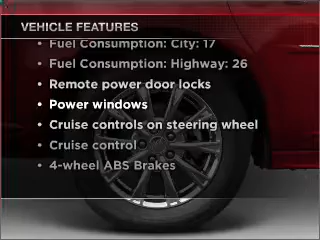 VEHICLE FEATURES
• Fuel Consumption: City: 17
• Fuel Consumption: Highway: 26
• Remote power door locks
• Power windows
• Cruise controls on steering wheel
• Cruise control
• 4-wheel ABS Brakes